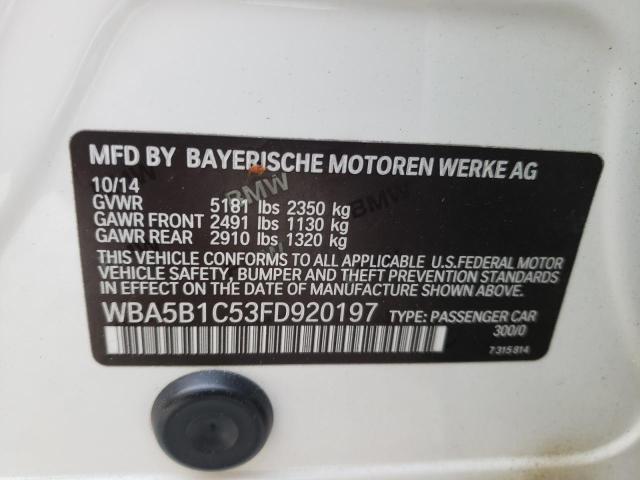 MFD BY BAYERISCHE MOTOREN WERKE AG
10/14
GVWR 5181 lbs 2350 kg
GAWR FRONT 2491 lbs 1130 kg
GAWR REAR 2910 lbs 1320 kg
THIS VEHICLE CONFORMS TO ALL APPLICABLE U.S.FEDERAL MOTOR
VEHICLE SAFETY, BUMPER AND THEFT PREVENTION STANDARDS
IN EFFECT ON THE DATE OF MANUFACTURE SHOWN ABOVE.
WBA5B1C53FD920197 TYPE: PASSENGER CAR
300/0
7315814
BMW
BMW